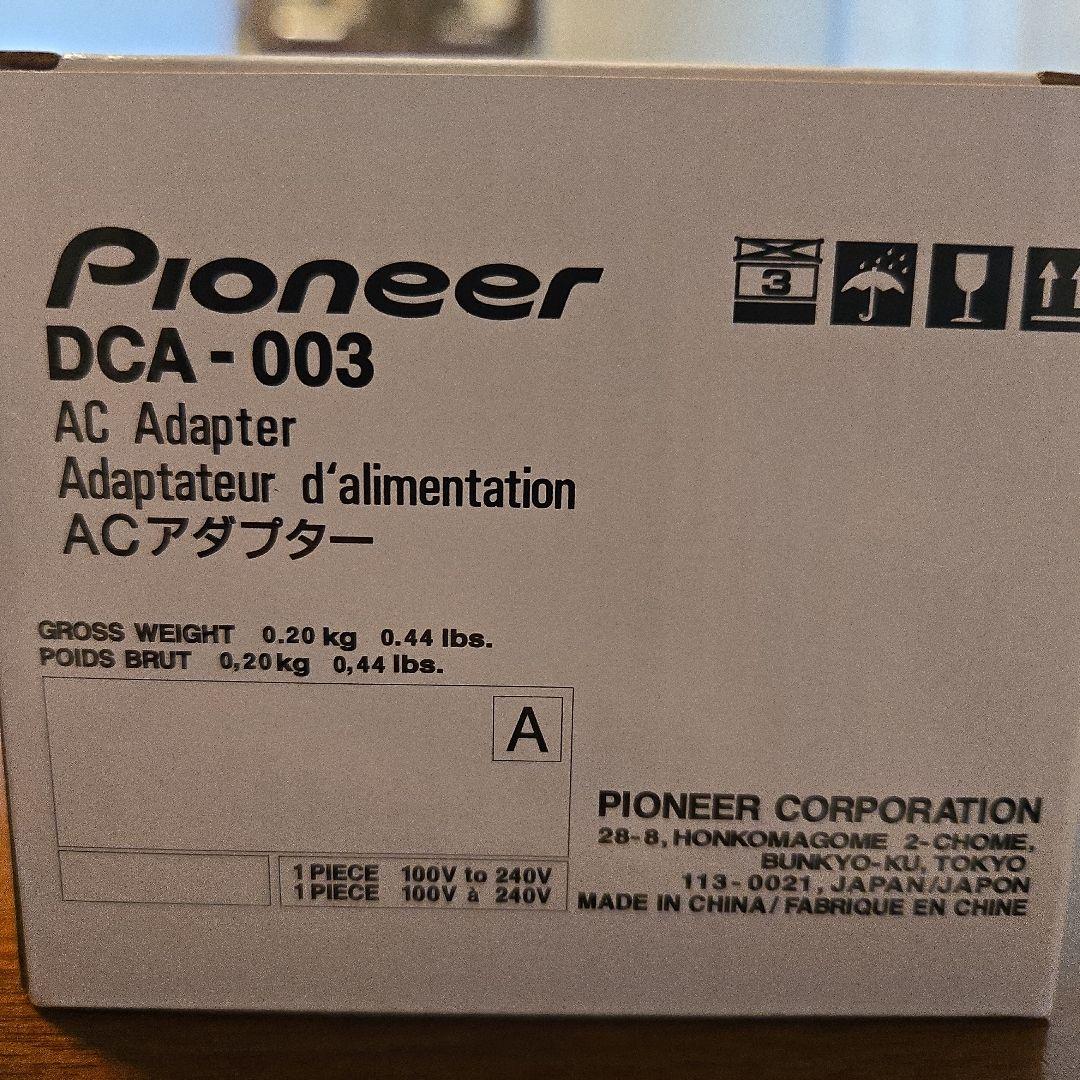 Pioneer
3
DCA-003
AC Adapter
Adaptateur d‘alimentation
ACアダプター
GROSS WEIGHT 0.20 kg 0.44 lbs.
POIDS BRUT 0,20 kg 0,44 lbs.
A
1 PIECE 100V to 240V
1 PIECE 100V à 240V
PIONEER CORPORATION
28-8, HONKOMAGOME 2-CHOME,
BUNKYO-KU, TOKYO
113-0021, JAPAN/JAPON
MADE IN CHINA/FABRIQUE EN CHINE